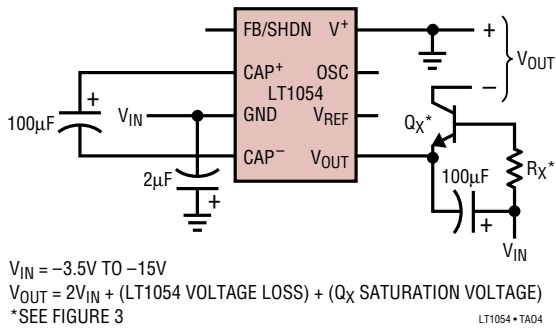 FB/SHDN V+
+
VOUT
CAP+ OSC
LT1054
−
100µF
+
VIN
GND VREF
QX*
CAP− VOUT
2µF
+
100µF
+
RX*
VIN
VIN = –3.5V TO –15V
VOUT = 2VIN + (LT1054 VOLTAGE LOSS) + (QX SATURATION VOLTAGE)
*SEE FIGURE 3
LT1054 • TA04